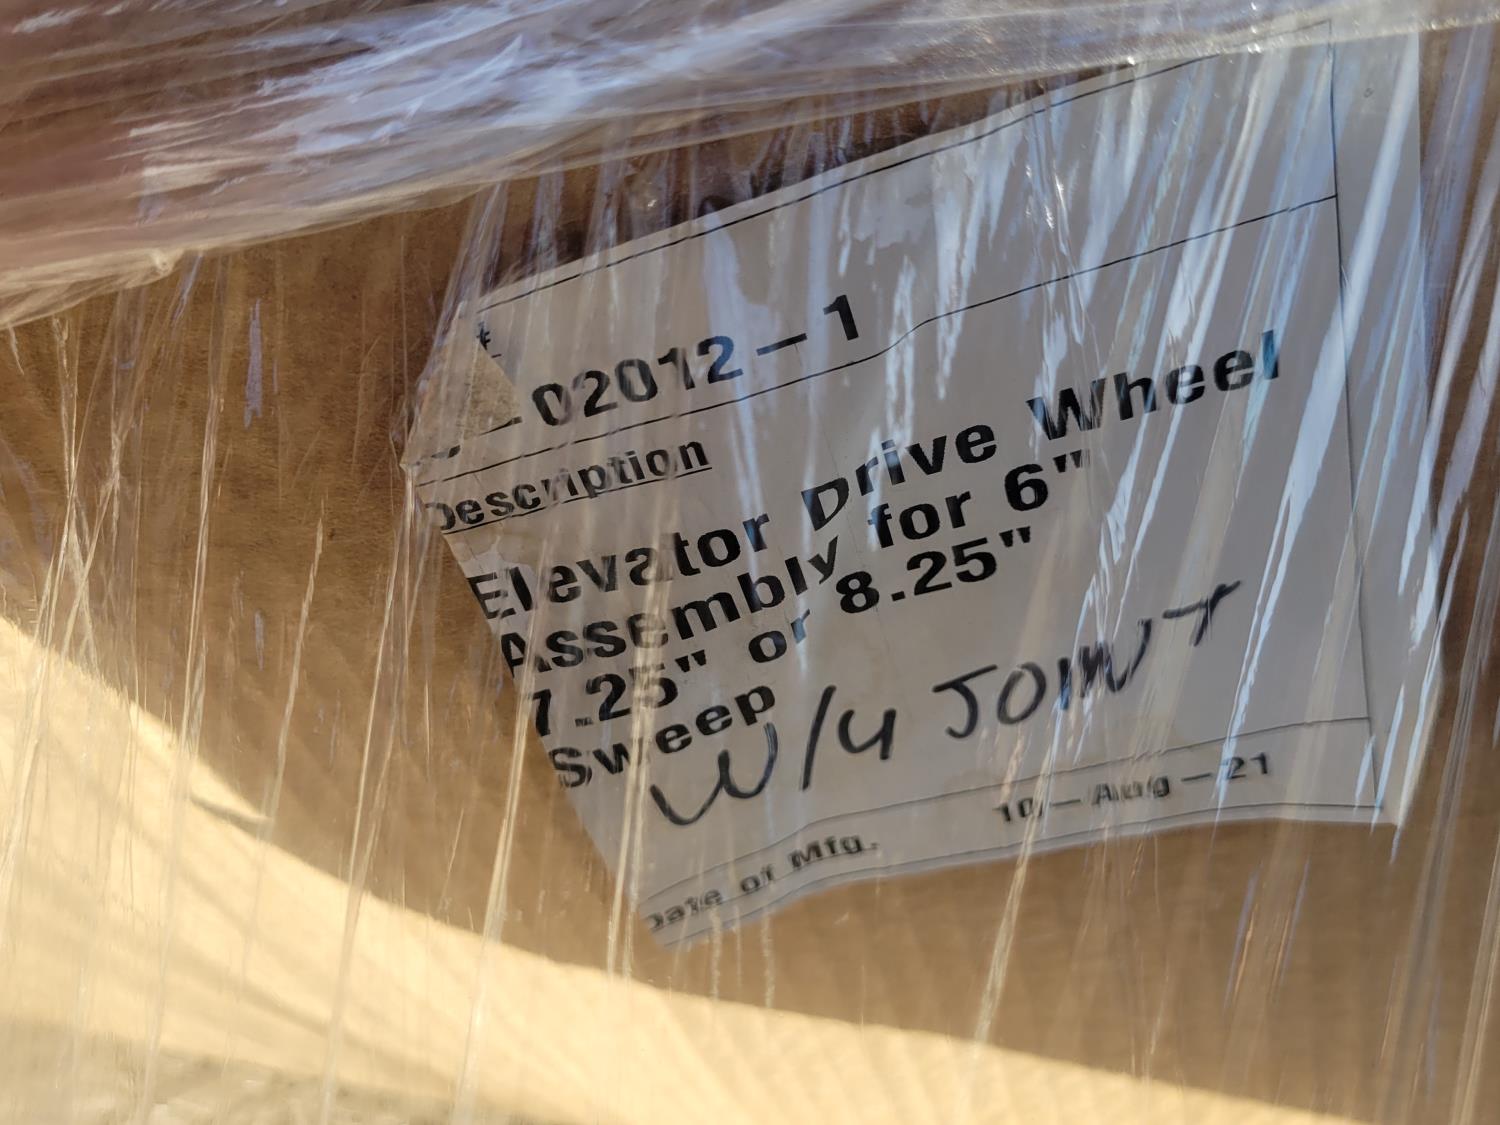 #
-02012-1
Description
Elevator Drive Wheel
Assembly for 6"
7.25" or 8.25"
Sweep
W/U JOINT
Date of Mfg. 10-Aug-21